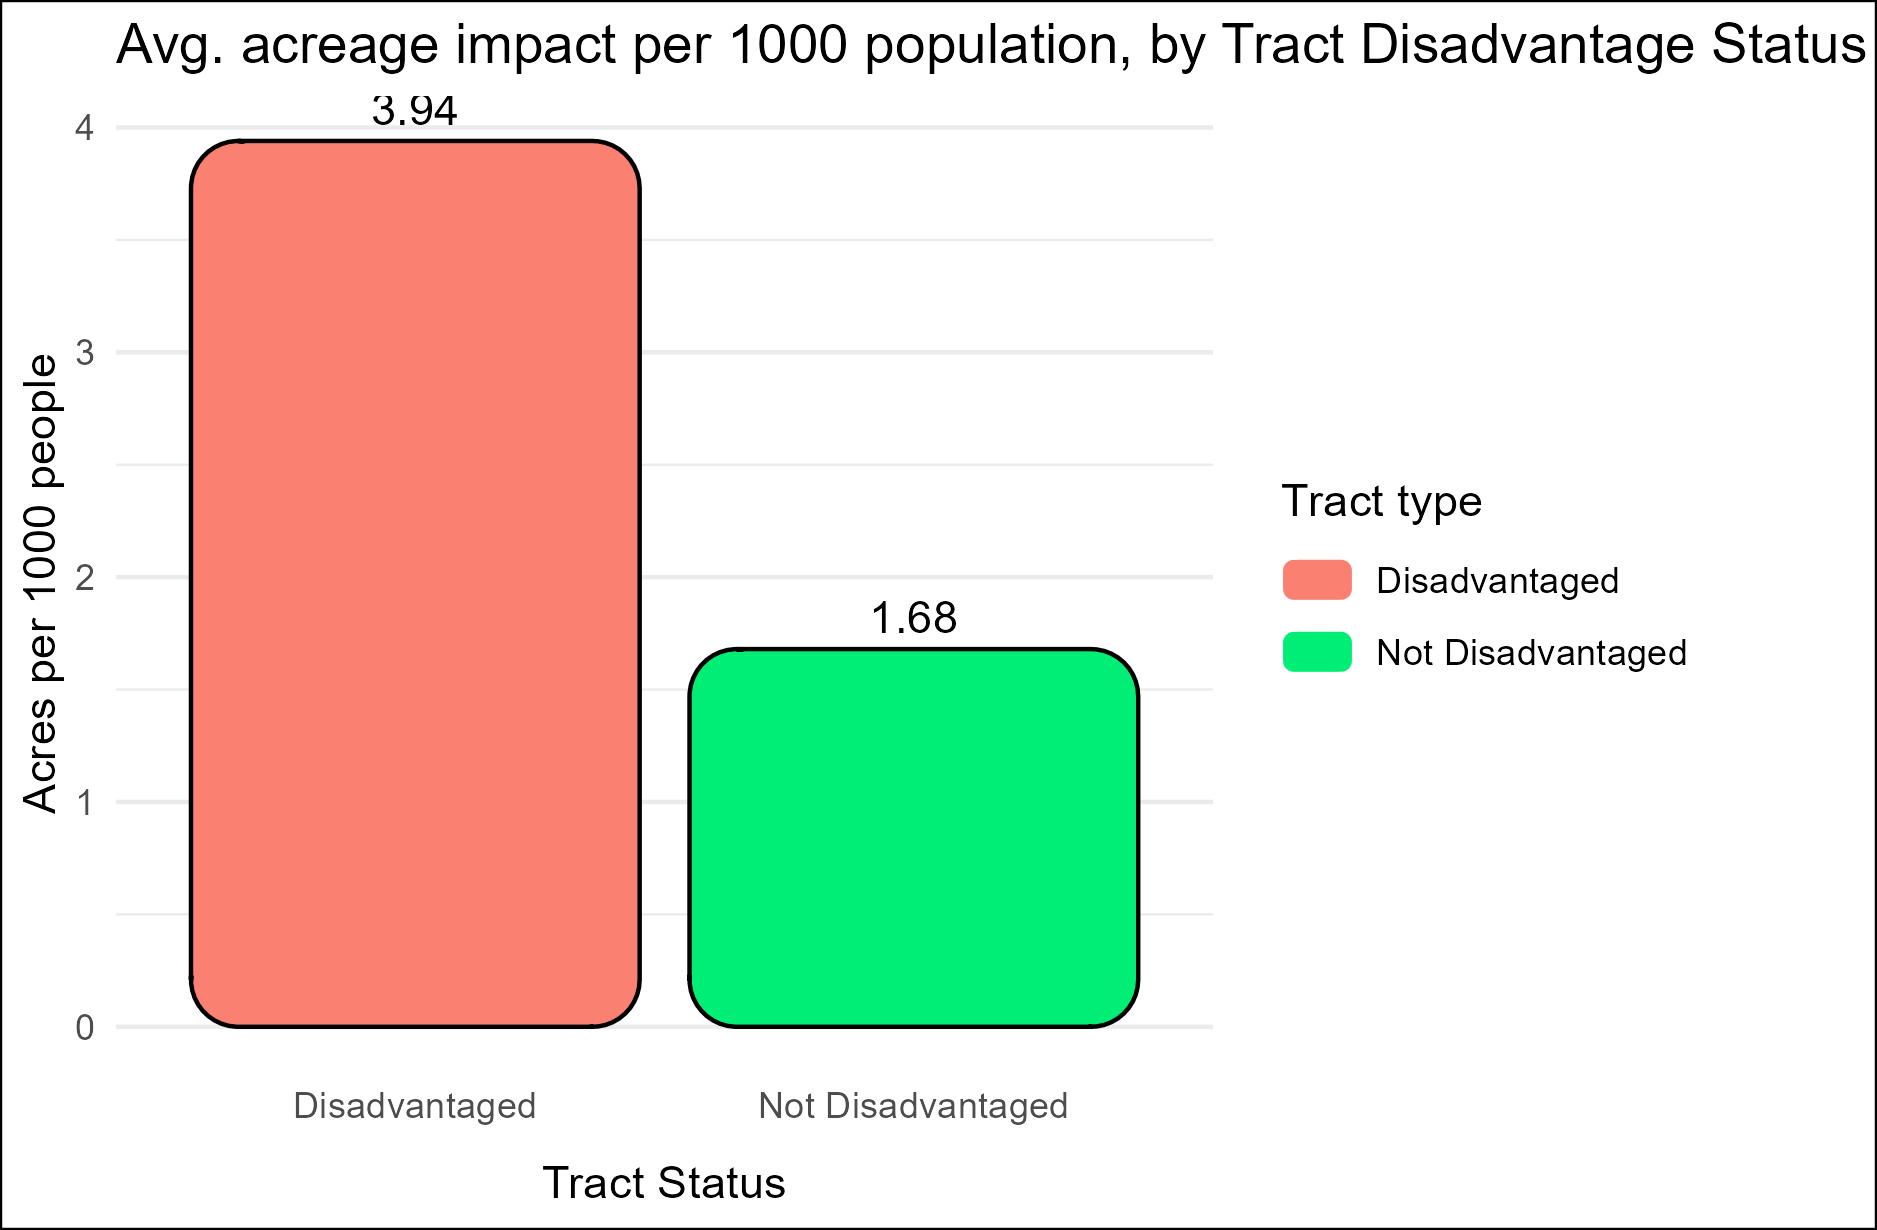 Avg. acreage impact per 1000 population, by Tract Disadvantage Status
3.94
4
3
2
1
0
1.68
Acres per 1000 people
Disadvantaged
Not Disadvantaged
Tract Status
Tract type
Disadvantaged
Not Disadvantaged